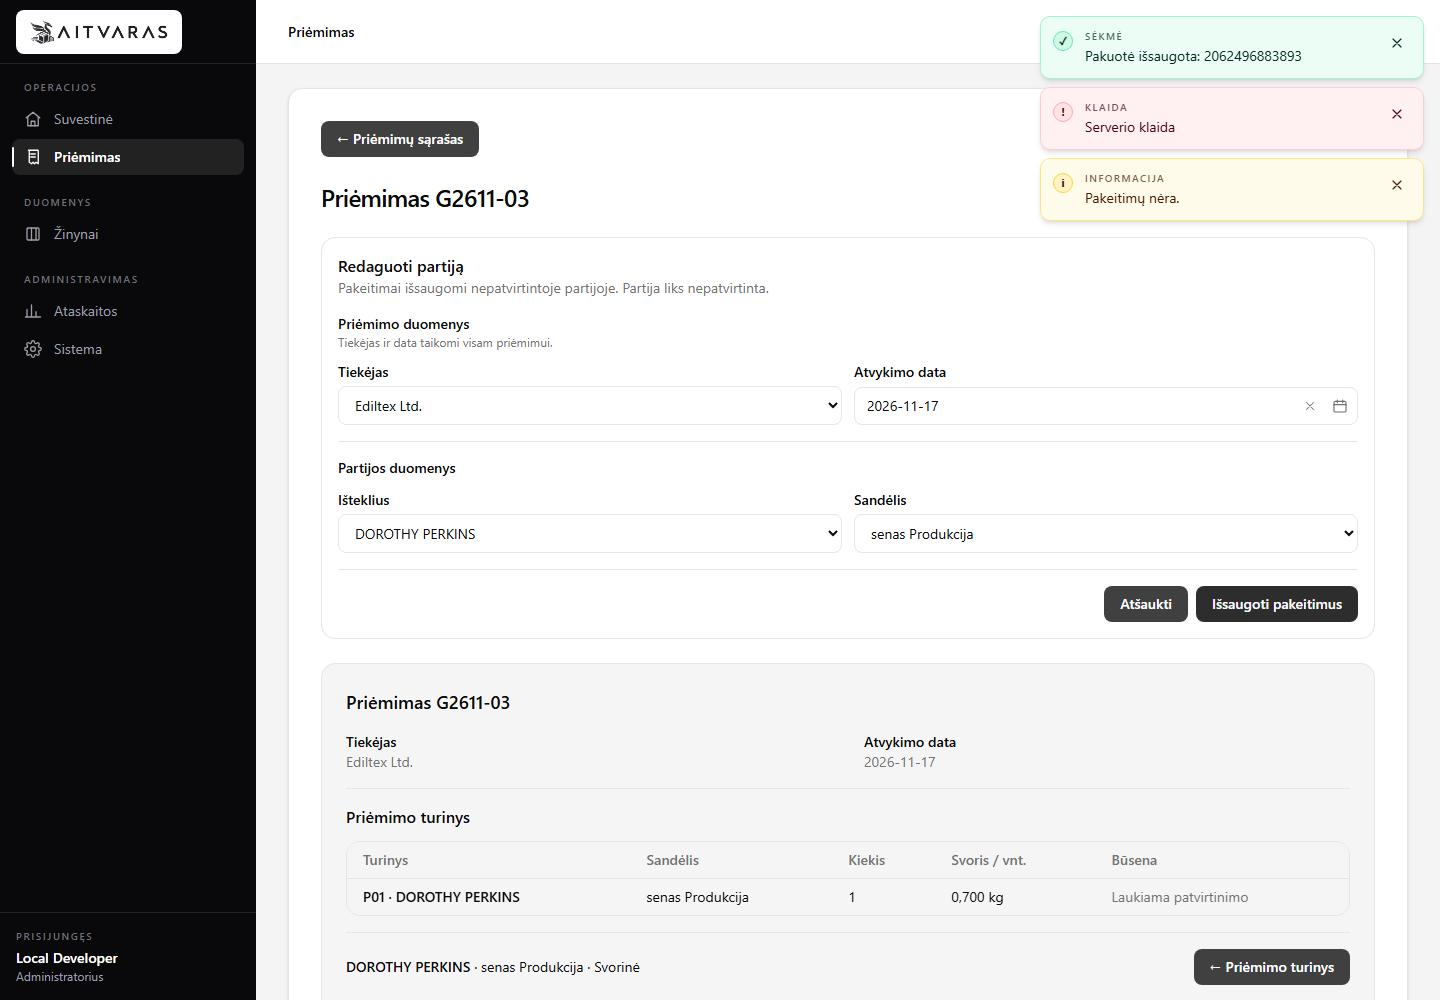 AITVARAS
OPERACIJOS
Suvestinė
Priėmimas
DUOMENYS
Žinynai
ADMINISTRAVIMAS
Ataskaitos
Sistema
PRISIJUNGĘS
Local Developer
Administratorius
Priėmimas
SĖKMĖ
Pakuotė išsaugota: 2062496883893
KLAIDA
Serverio klaida
INFORMACIJA
Pakeitimų nėra.
← Priėmimų sąrašas
Priėmimas G2611-03
Redaguoti partiją
Pakeitimai išsaugomi nepatvirtintoje partijoje. Partija liks nepatvirtinta.
Priėmimo duomenys
Tiekėjas ir data taikomi visam priėmimui.
Tiekėjas Atvykimo data
Ediltex Ltd. 2026-11-17
Partijos duomenys
Išteklius Sandėlis
DOROTHY PERKINS senas Produkcija
Atšaukti Išsaugoti pakeitimus
Priėmimas G2611-03
Tiekėjas Atvykimo data
Ediltex Ltd. 2026-11-17
Priėmimo turinys
Turinys Sandėlis Kiekis Svoris / vnt. Būsena
P01 · DOROTHY PERKINS senas Produkcija 1 0,700 kg Laukiama patvirtinimo
DOROTHY PERKINS · senas Produkcija · Svorinė ← Priėmimo turinys